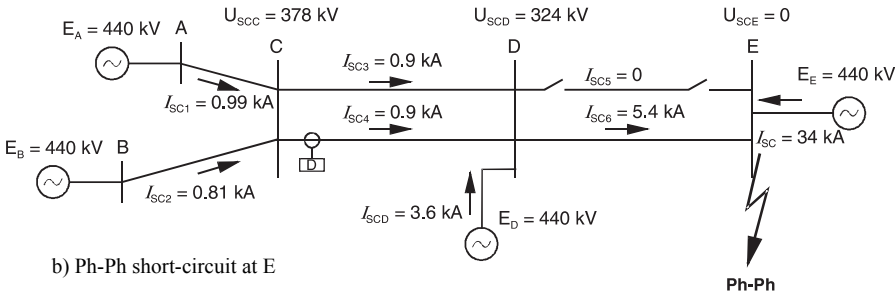 U_SCC = 378 kV
U_SCD = 324 kV
U_SCE = 0
E_A = 440 kV
A
C
D
E
I_SC3 = 0.9 kA
I_SC5 = 0
E_E = 440 kV
I_SC1 = 0.99 kA
I_SC4 = 0.9 kA
I_SC6 = 5.4 kA
I_SC = 34 kA
E_B = 440 kV
B
D
I_SC2 = 0.81 kA
I_SCD = 3.6 kA
E_D = 440 kV
b) Ph-Ph short-circuit at E
Ph-Ph